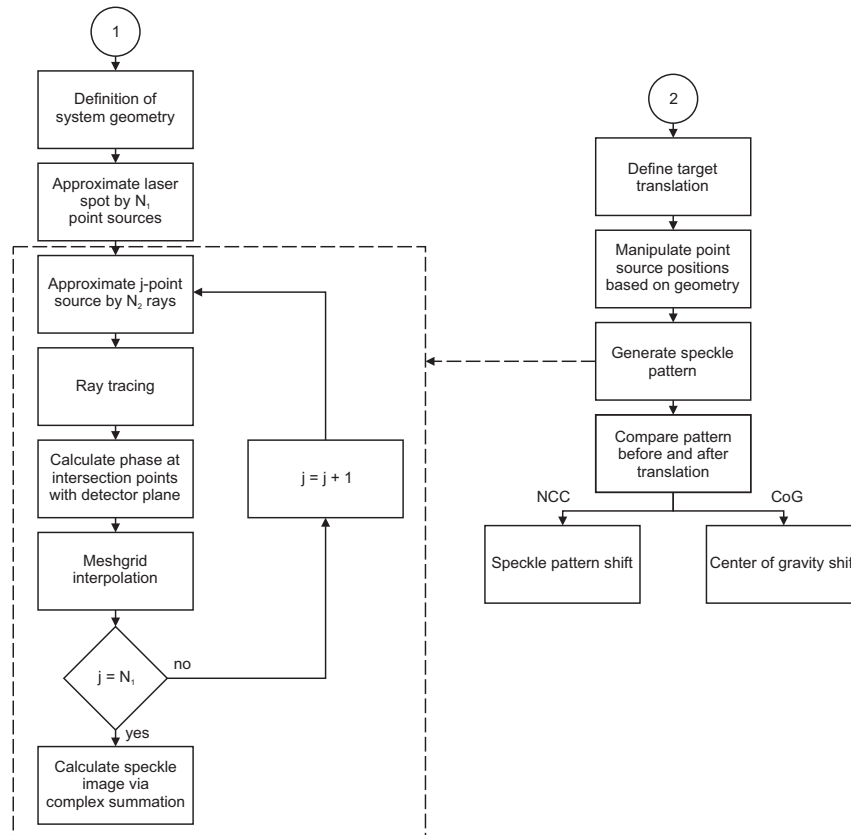 1
Definition of
system geometry
Approximate laser
spot by N₁
point sources
Approximate j-point
source by N₂ rays
Ray tracing
Calculate phase at
intersection points
with detector plane
Meshgrid
interpolation
j = N₁
no
yes
j = j + 1
Calculate speckle
image via
complex summation
2
Define target
translation
Manipulate point
source positions
based on geometry
Generate speckle
pattern
Compare pattern
before and after
translation
NCC
CoG
Speckle pattern shift
Center of gravity shift